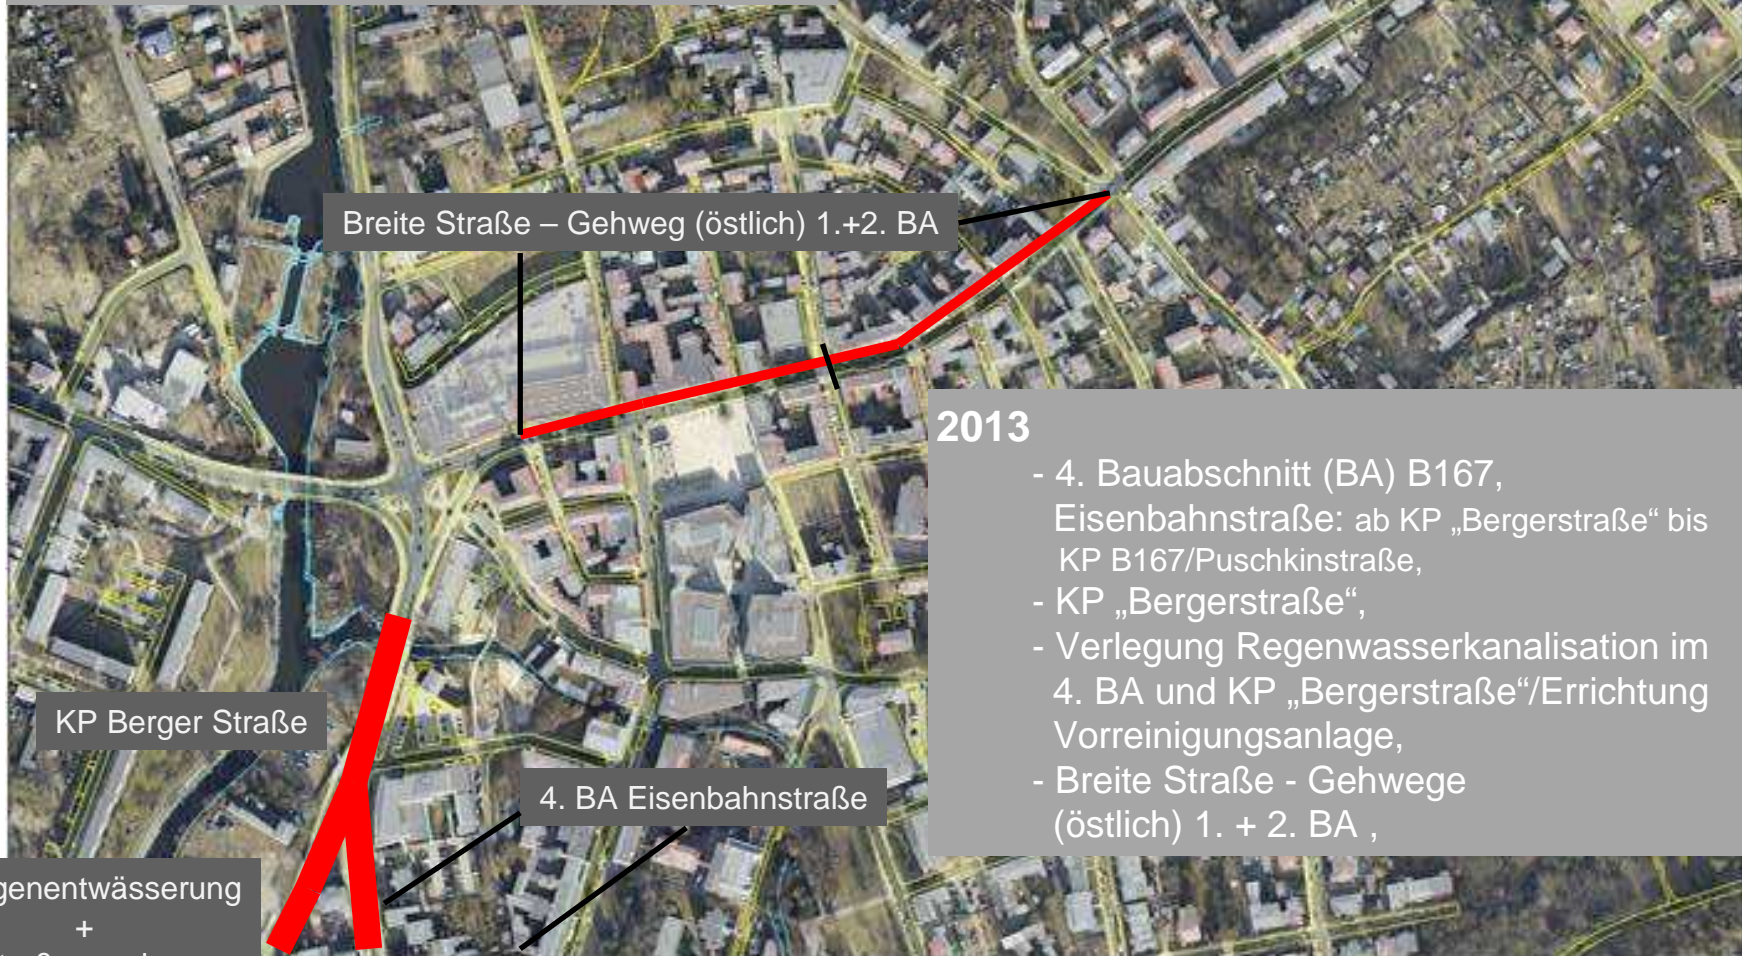 Breite Straße – Gehweg (östlich) 1.+2. BA
2013
- 4. Bauabschnitt (BA) B167,
Eisenbahnstraße: ab KP „Bergerstraße“ bis
KP B167/Puschkinstraße,
- KP „Bergerstraße“,
- Verlegung Regenwasserkanalisation im
4. BA und KP „Bergerstraße“/Errichtung
Vorreinigungsanlage,
- Breite Straße - Gehwege
(östlich) 1. + 2. BA ,
KP Berger Straße
4. BA Eisenbahnstraße
genentwässerung
+